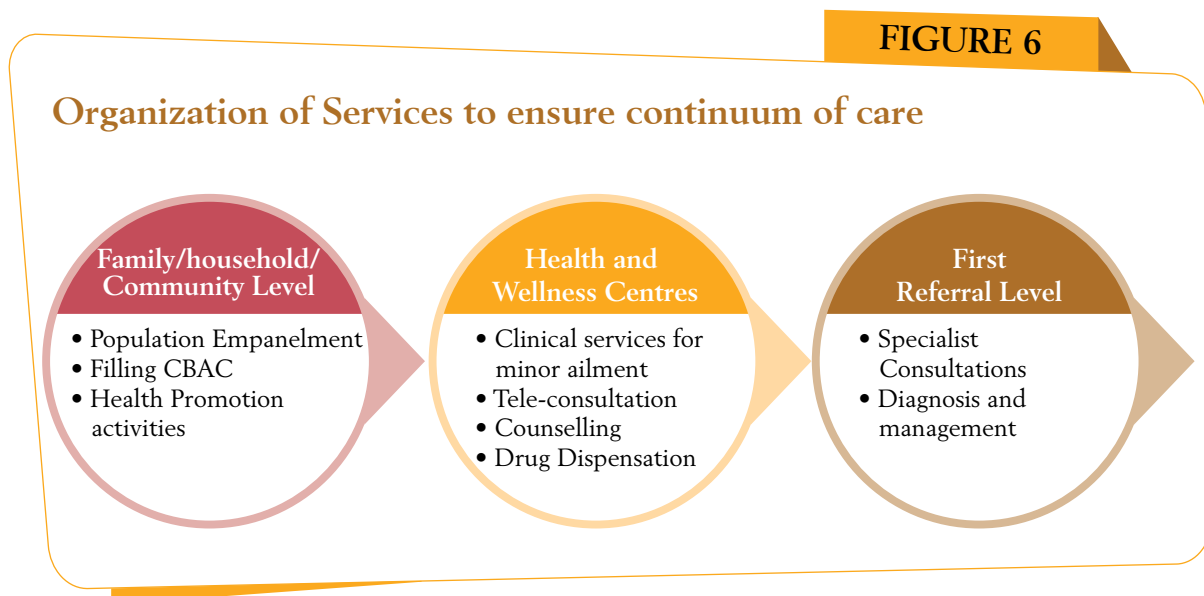 FIGURE 6
Organization of Services to ensure continuum of care
Family/household/
Community Level
• Population Empanelment
• Filling CBAC
• Health Promotion
activities
Health and
Wellness Centres
• Clinical services for
minor ailment
• Tele-consultation
• Counselling
• Drug Dispensation
First
Referral Level
• Specialist
Consultations
• Diagnosis and
management